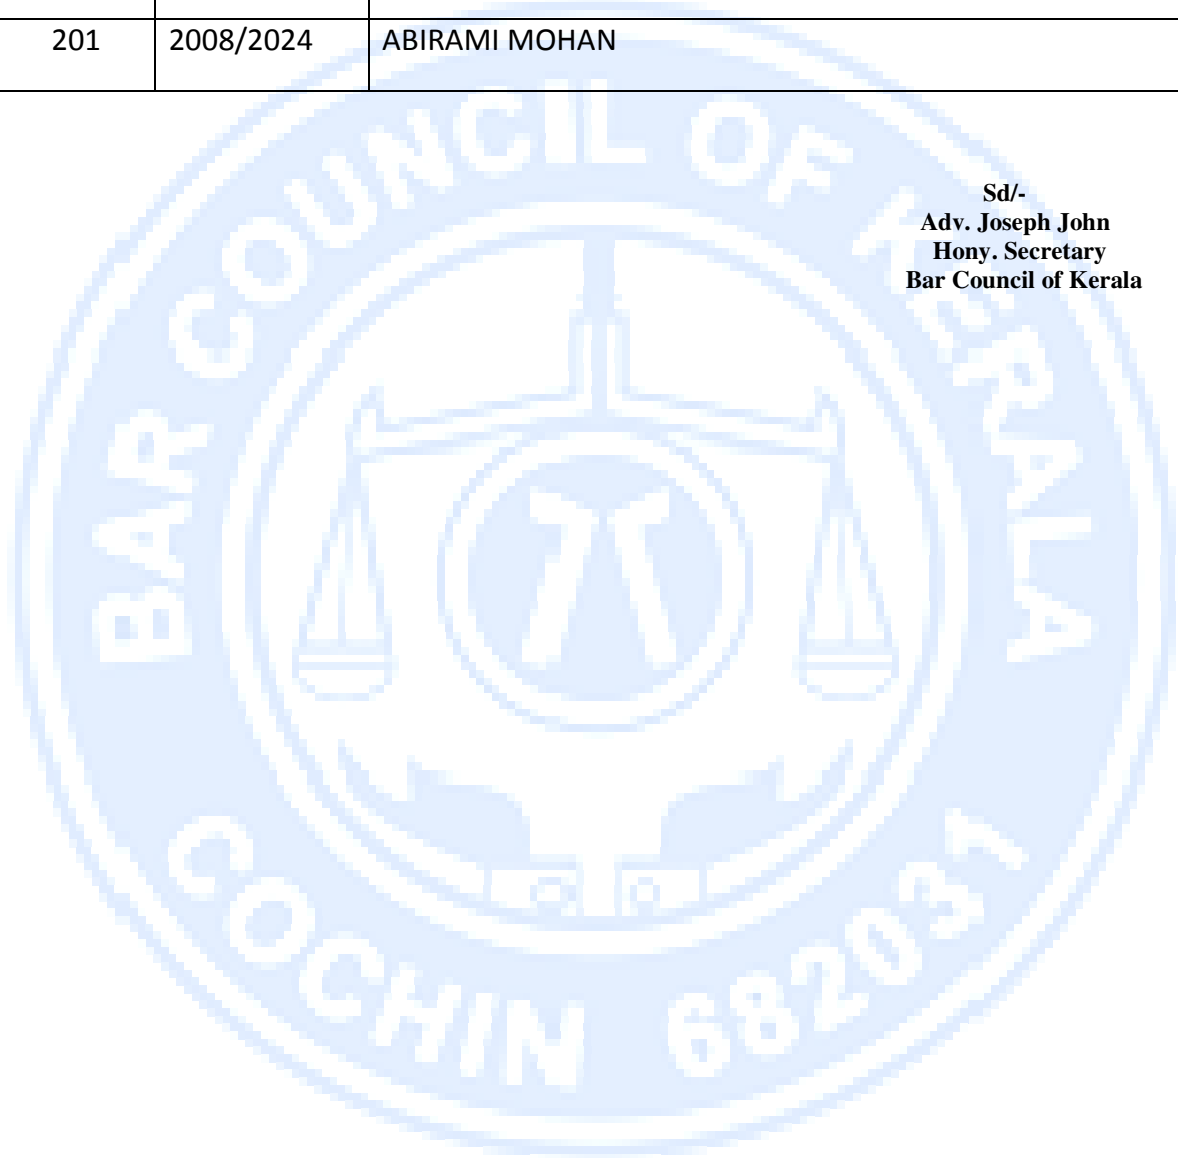 201 2008/2024 ABIRAMI MOHAN
BAR COUNCIL OF KERALA
Sd/-
Adv. Joseph John
Hony. Secretary
Bar Council of Kerala
COCHIN 682031